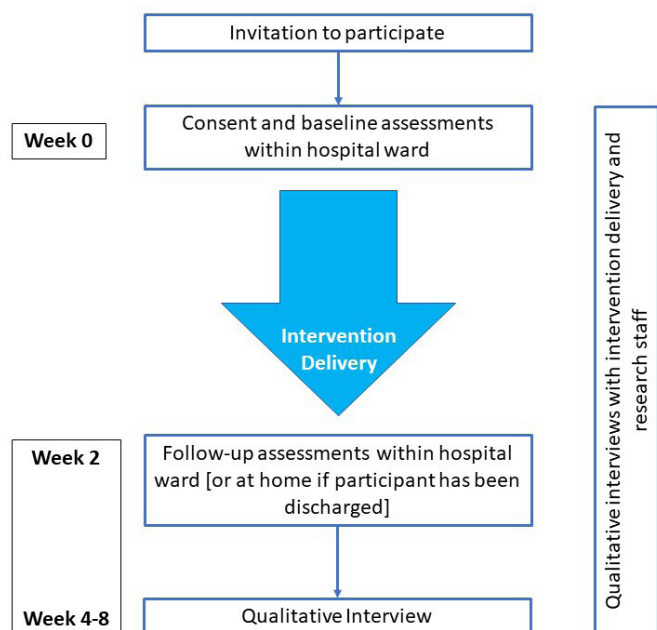 Invitation to participate
Week 0
Consent and baseline assessments
within hospital ward
Intervention
Delivery
Week 2
Follow-up assessments within hospital
ward [or at home if participant has been
discharged]
Week 4-8
Qualitative Interview
Qualitative interviews with intervention delivery and
research staff